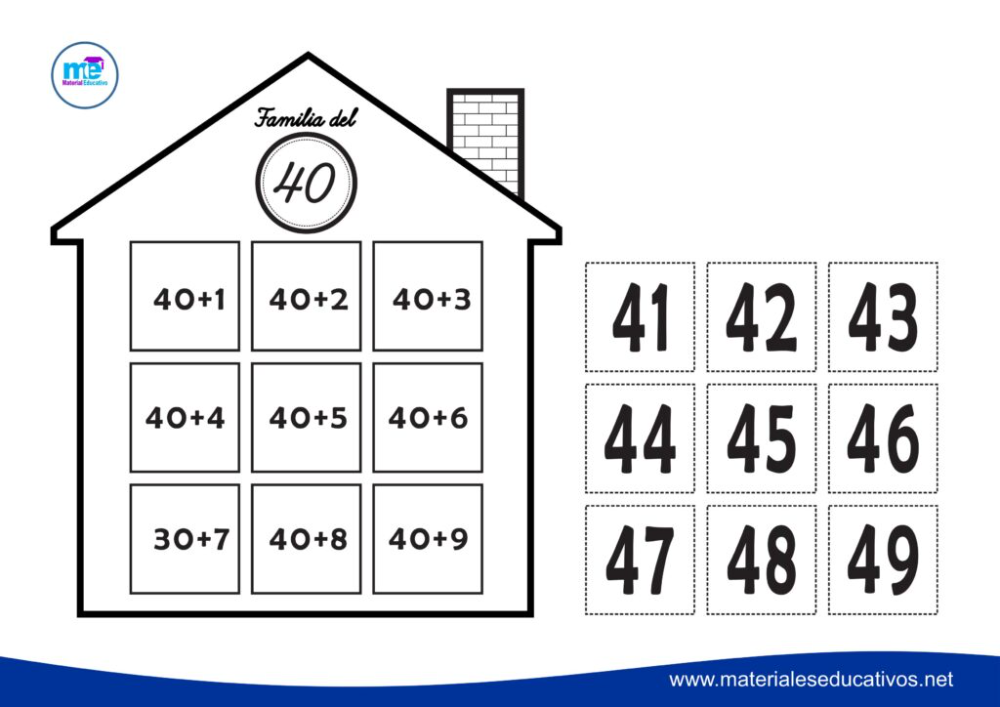 me
Material Educativo
Familia del
40
40+1 40+2 40+3
40+4 40+5 40+6
30+7 40+8 40+9
41 42 43
44 45 46
47 48 49
www.materialeseducativos.net